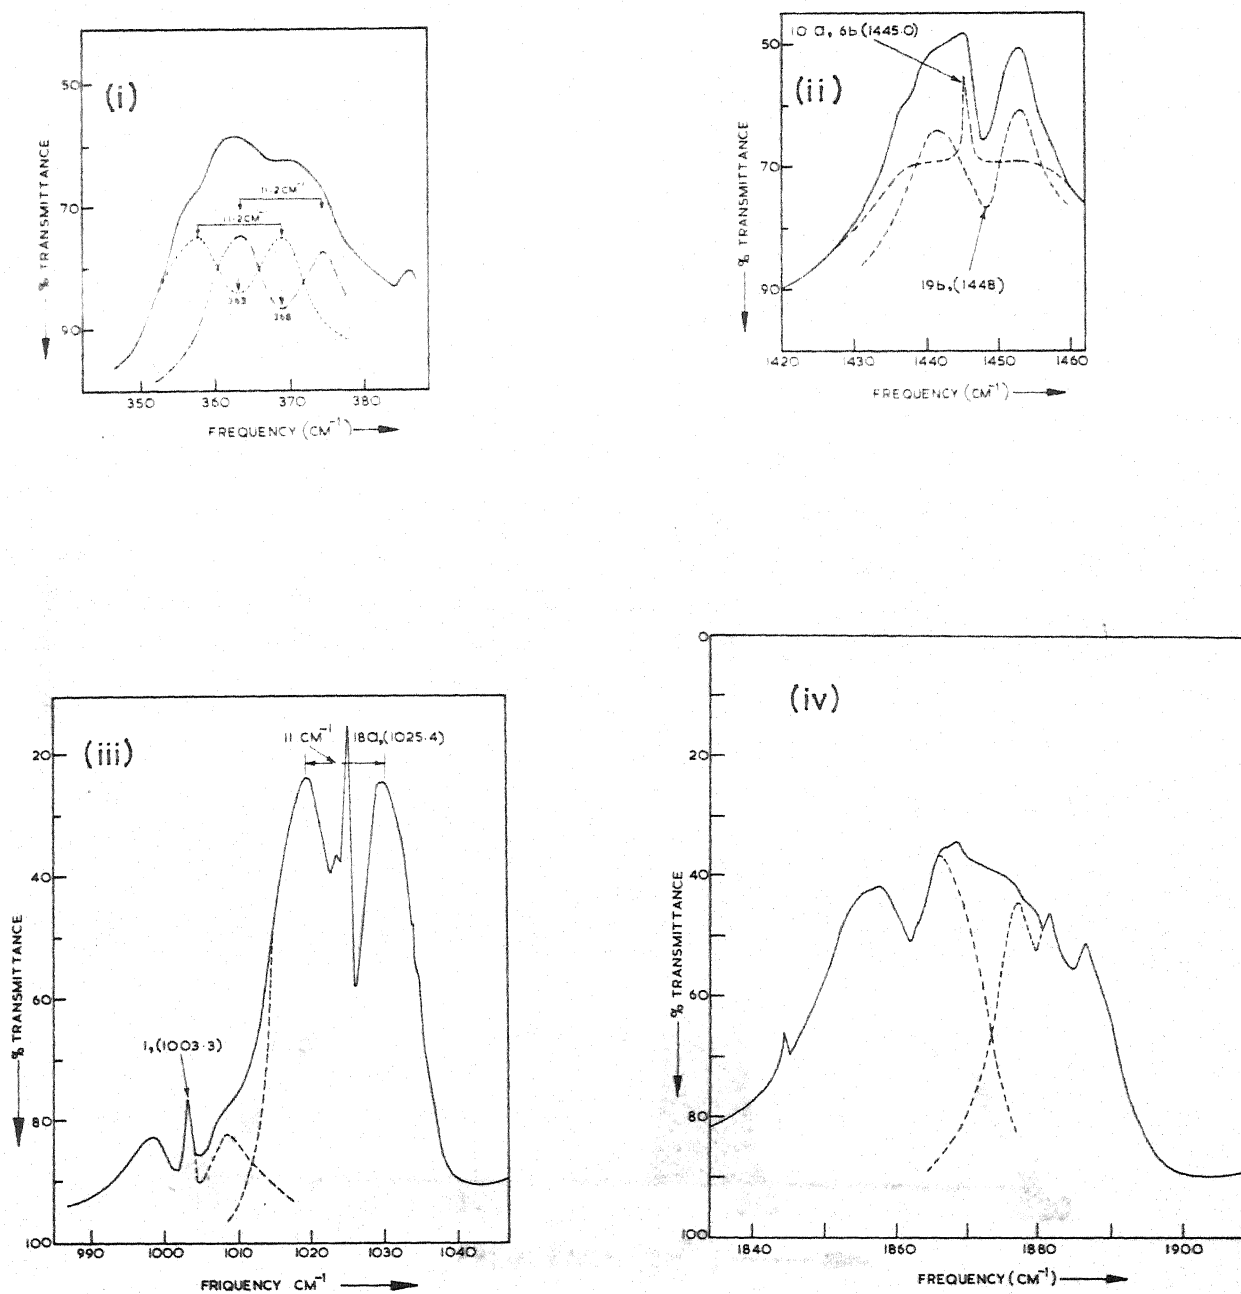 (i)
50
70
90
% TRANSMITTANCE
11·2CM⁻¹
11·2CM⁻
363
368
350 360 370 380
FREQUENCY (CM⁻¹)
(ii)
10 a, 6b (1445·0)
50
70
90
% TRANSMITTANCE
19b, (1448)
1420 1430 1440 1450 1460
FREQUENCY (CM⁻¹)
(iii)
11 CM⁻¹ 18a, (1025·4)
20
40
60
80
100
% TRANSMITTANCE
1, (1003·3)
990 1000 1010 1020 1030 1040
FRIQUENCY CM⁻¹
(iv)
0
20
40
60
80
100
% TRANSMITTANCE
1840 1860 1870 1880 1900
FREQUENCY (CM⁻¹)